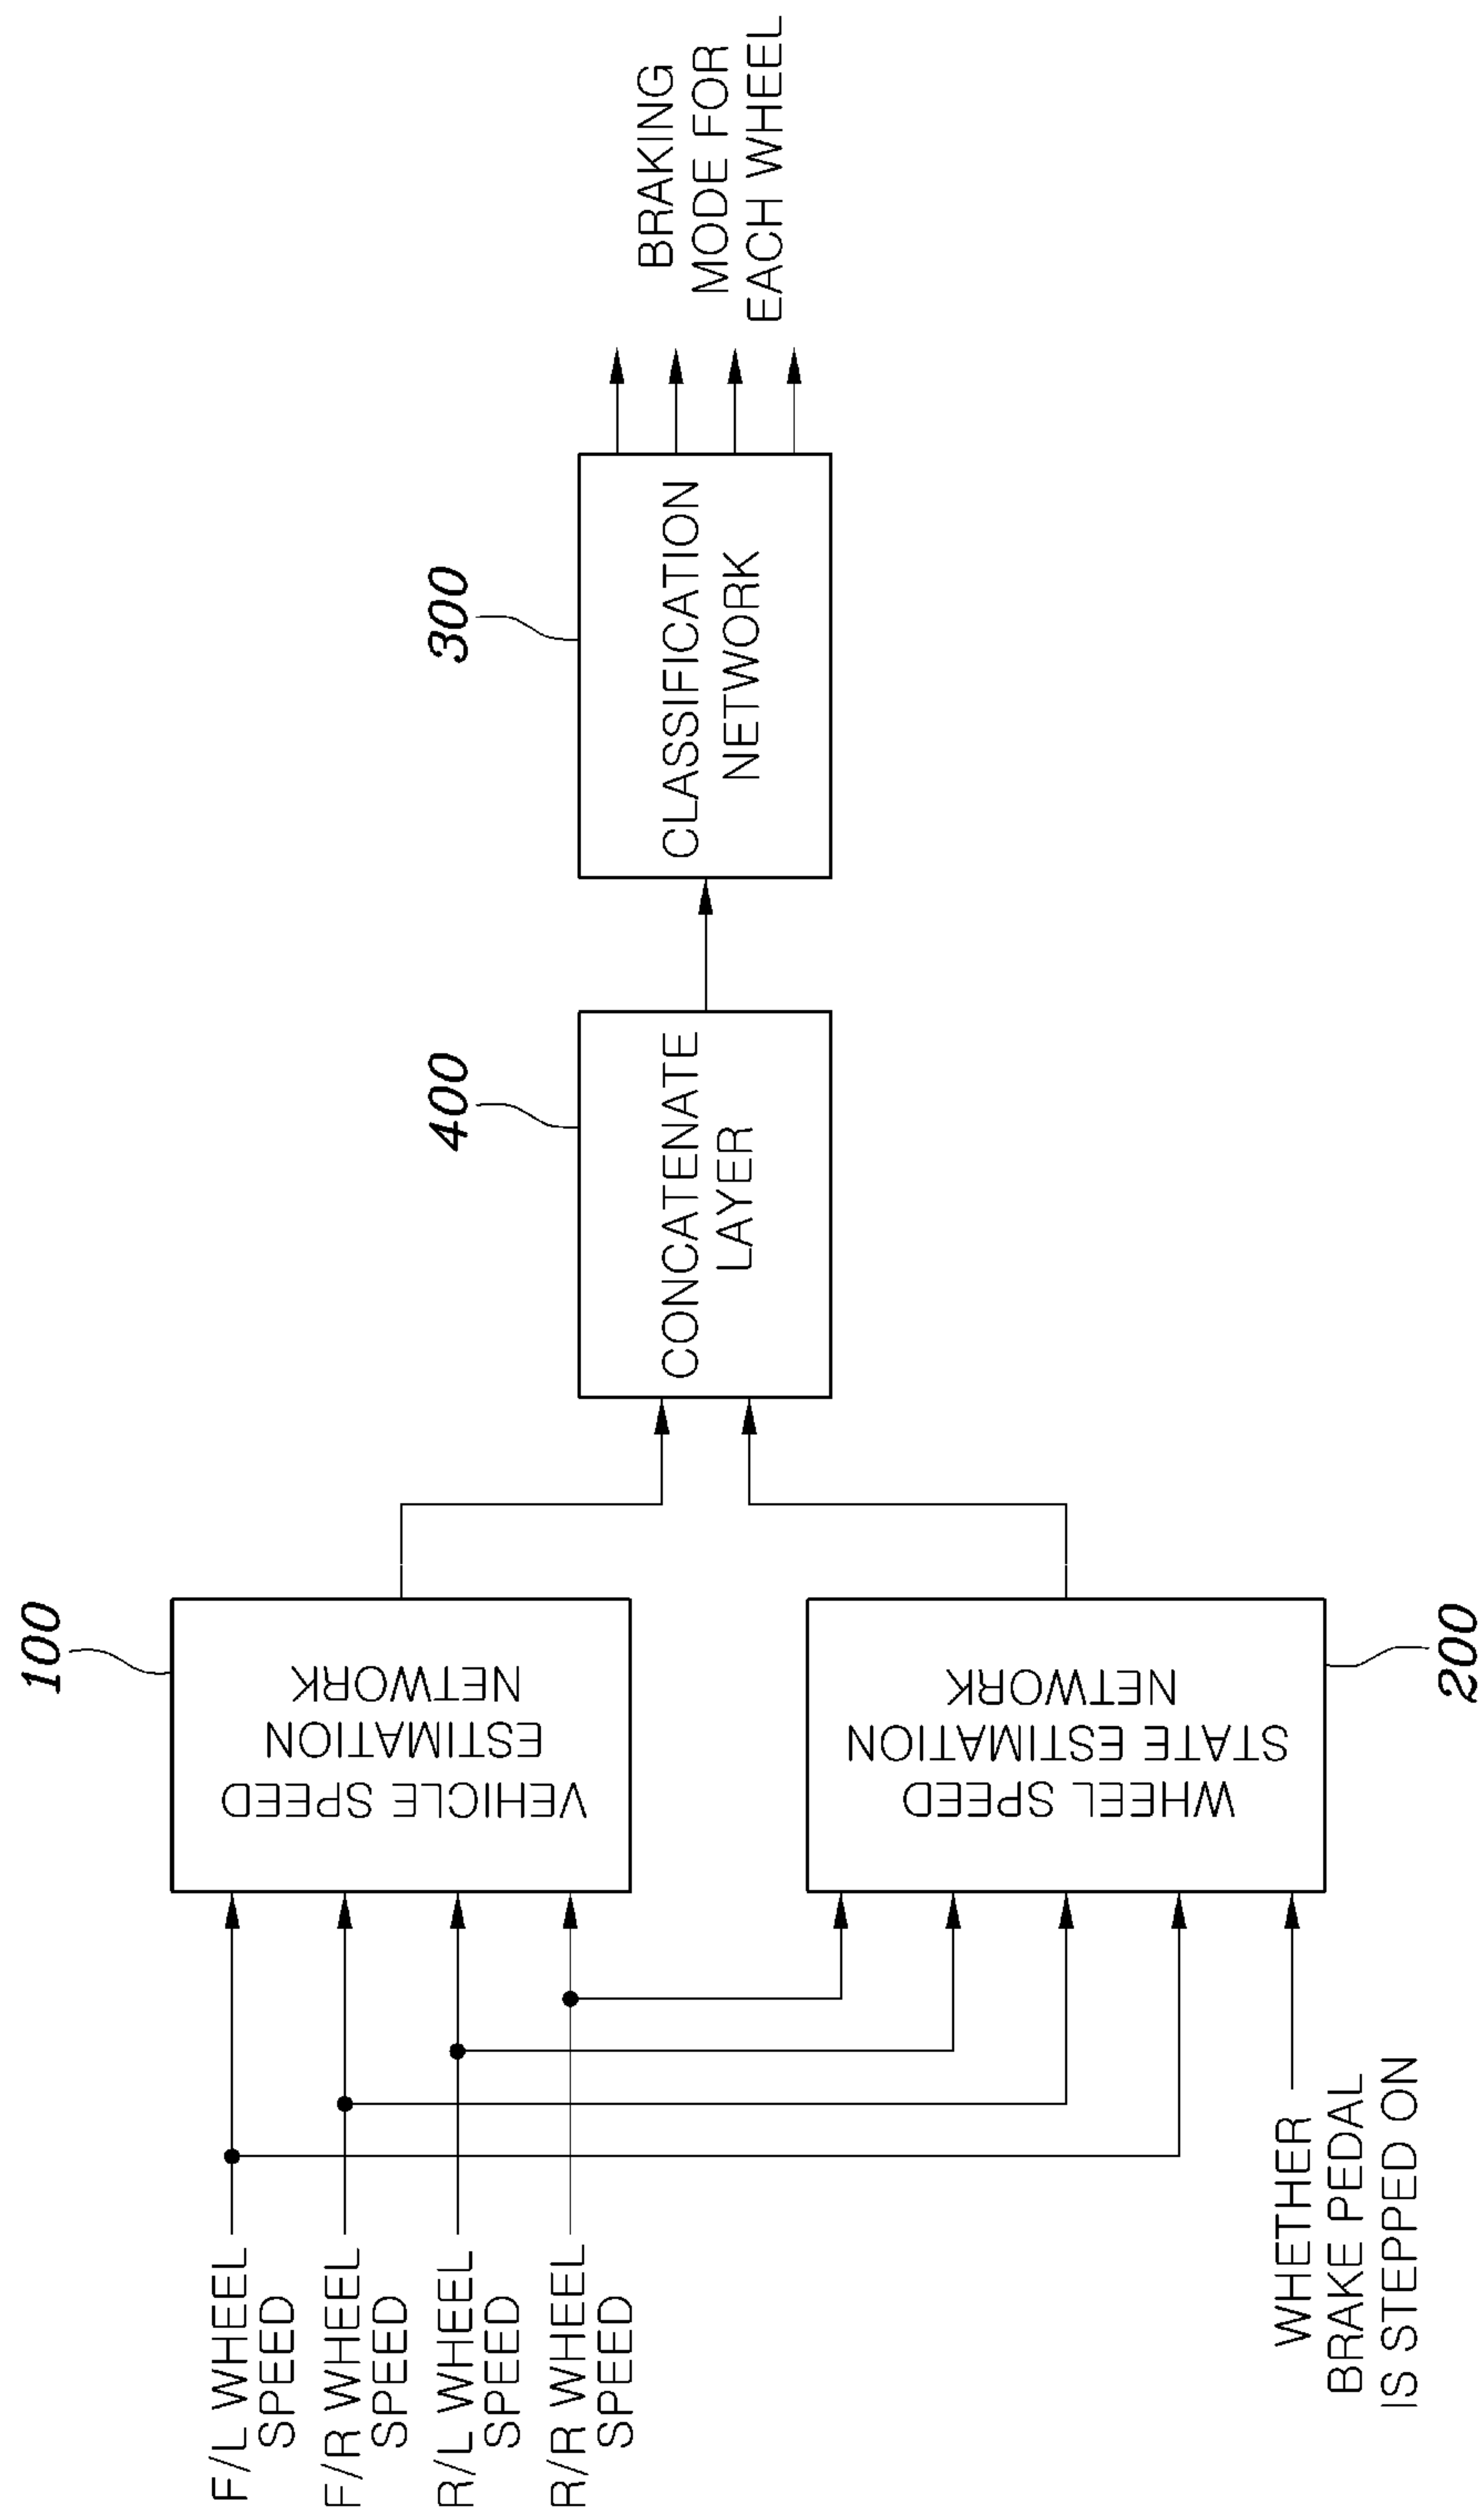 F/L WHEEL
SPEED
F/R WHEEL
SPEED
R/L WHEEL
SPEED
R/R WHEEL
SPEED
WHETHER
BRAKE PEDAL
IS STEPPED ON
100
VEHICLE SPEED
ESTIMATION
NETWORK
200
WHEEL SPEED
STATE ESTIMATION
NETWORK
400
CONCATENATE
LAYER
300
CLASSIFICATION
NETWORK
BRAKING
MODE FOR
EACH WHEEL